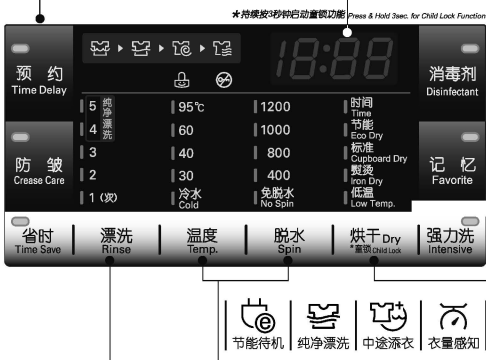 *持续按3秒钟启动童锁功能 Press & Hold 3sec. for Child Lock Function
预 约
Time Delay
18:88
消毒剂
Disinfectant
5 纯净漂洗 95℃ 1200 时间
Time
4 60 1000 节能
Eco Dry
3 40 800 标准
Cupboard Dry
2 30 400 熨烫
Iron Dry
1 (次) 冷水 免脱水 低温
Cold No Spin Low Temp.
防 皱
Crease Care
记 忆
Favorite
省时 漂洗 温度 脱水 烘干 Dry 强力洗
Time Save Rinse Temp. Spin *童锁 Child Lock Intensive
节能待机 纯净漂洗 中途添衣 衣量感知